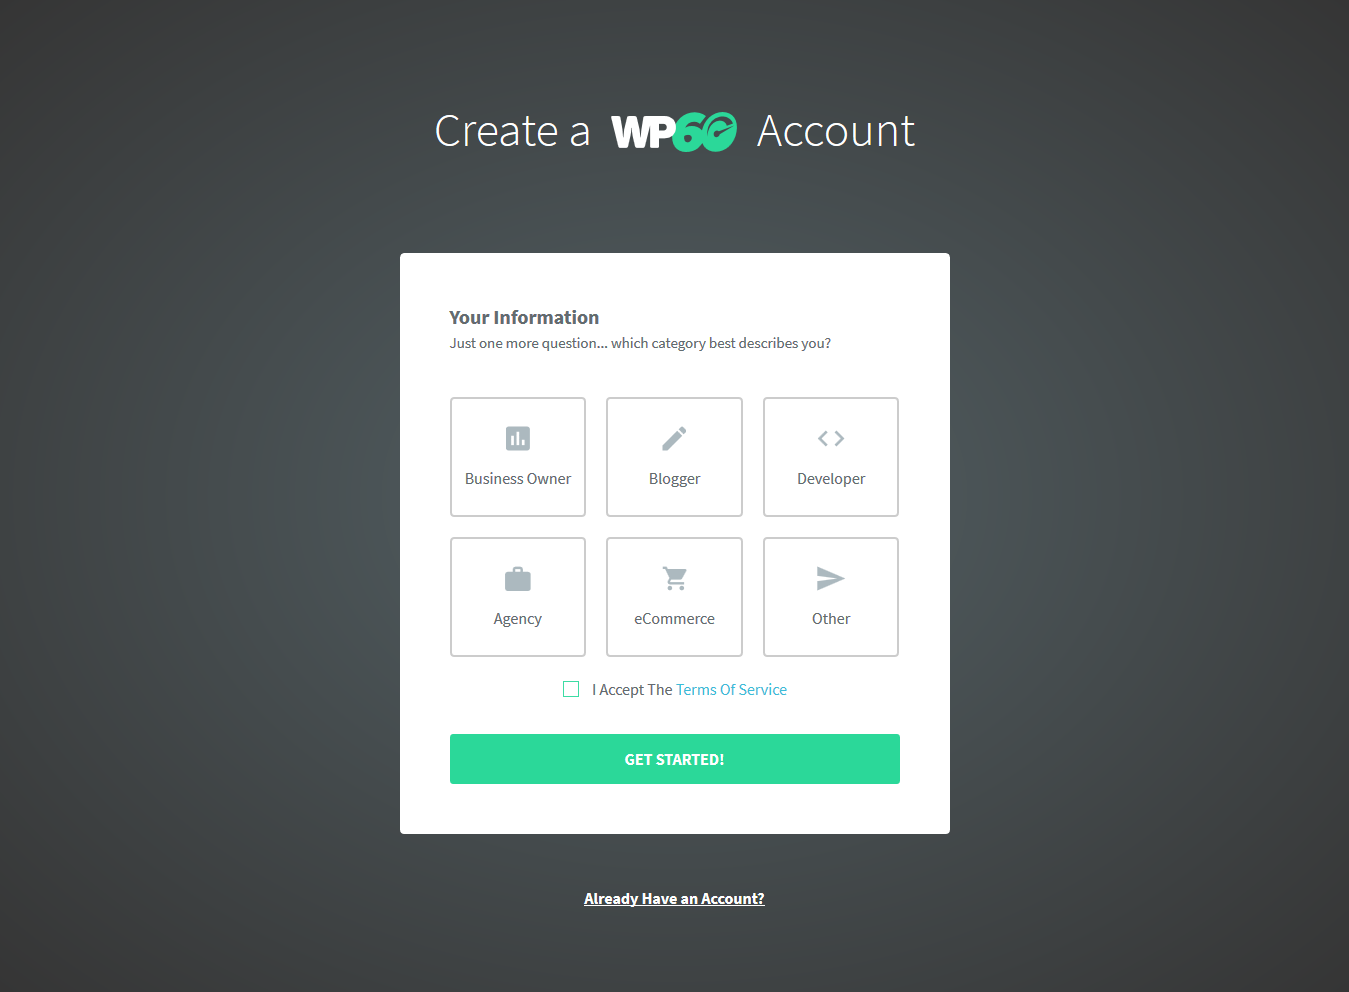 Create a WP60 Account
Your Information
Just one more question... which category best describes you?
Business Owner
Blogger
Developer
Agency
eCommerce
Other
I Accept The Terms Of Service
GET STARTED!
Already Have an Account?